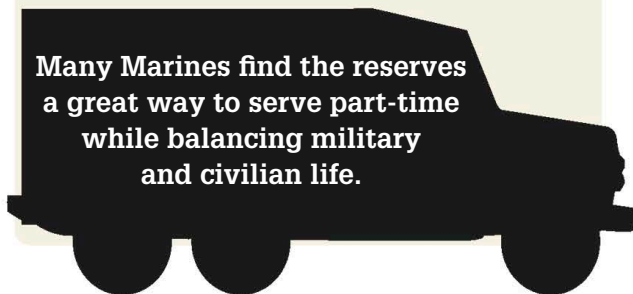 Many Marines find the reserves
a great way to serve part-time
while balancing military
and civilian life.